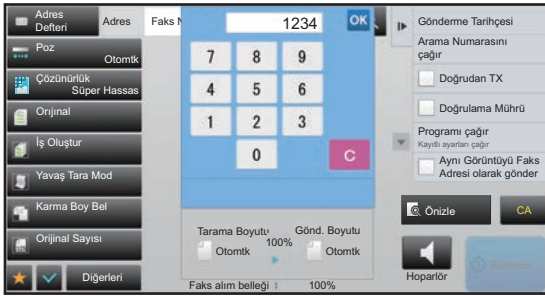 Adres Defteri
Adres
Faks N
1234
OK
Gönderme Tarihçesi
Arama Numarasını çağır
Poz
Otomtk
Çözünürlük
Süper Hassas
Orıjınal
İş Oluştur
Yavaş Tara Mod
Karma Boy Bel
Orijinal Sayısı
Diğerleri
7 8 9
4 5 6
1 2 3
0 C
Tarama Boyutu
Gönd. Boyutu
Otomtk
100%
Otomtk
Faks alım belleği : 100%
Doğrudan TX
Doğrulama Mührü
Programı çağır
Kayıtlı ayarları çağır
Aynı Görüntüyü Faks
Adresi olarak gönder
Önizle
CA
Hoparlör